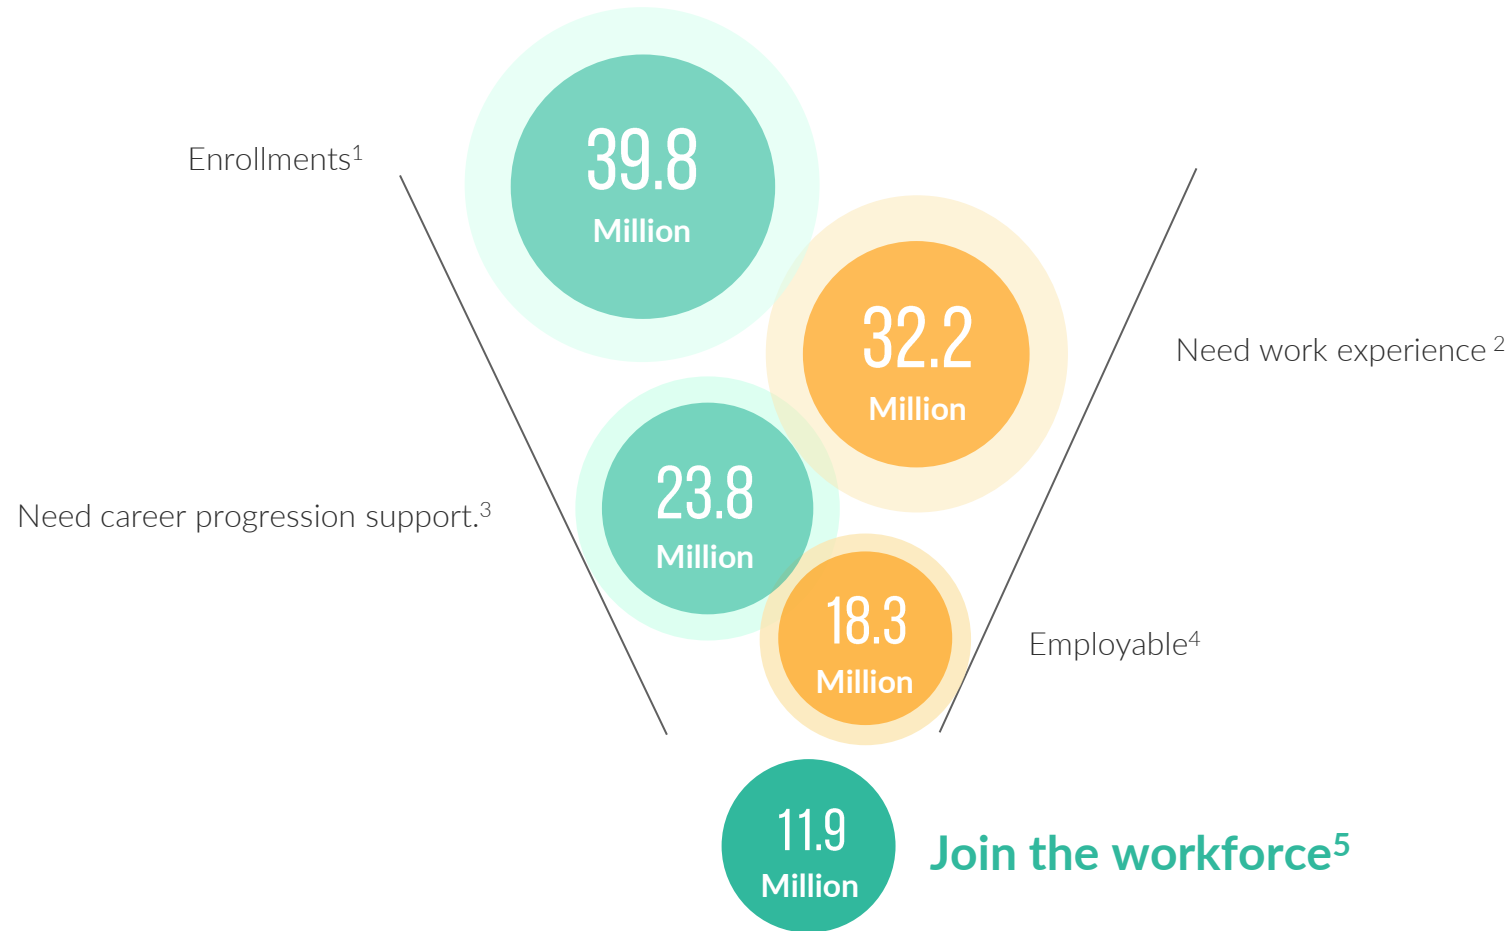 Enrollments¹
39.8
Million
32.2
Million
Need work experience ²
23.8
Million
Need career progression support.³
18.3
Million
Employable⁴
11.9
Million
Join the workforce⁵